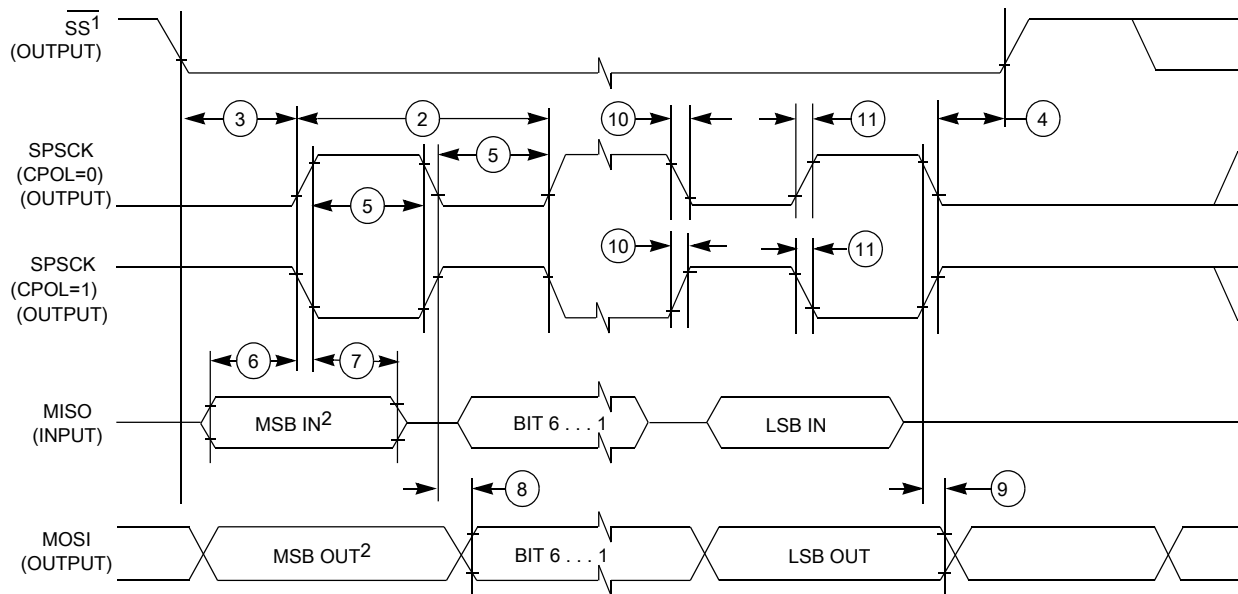 SS¹
(OUTPUT)
3
2
10
11
4
SPSCK
(CPOL=0)
(OUTPUT)
5
5
SPSCK
(CPOL=1)
(OUTPUT)
10
11
6
7
MISO
(INPUT)
MSB IN²
BIT 6 . . . 1
LSB IN
8
9
MOSI
(OUTPUT)
MSB OUT²
BIT 6 . . . 1
LSB OUT